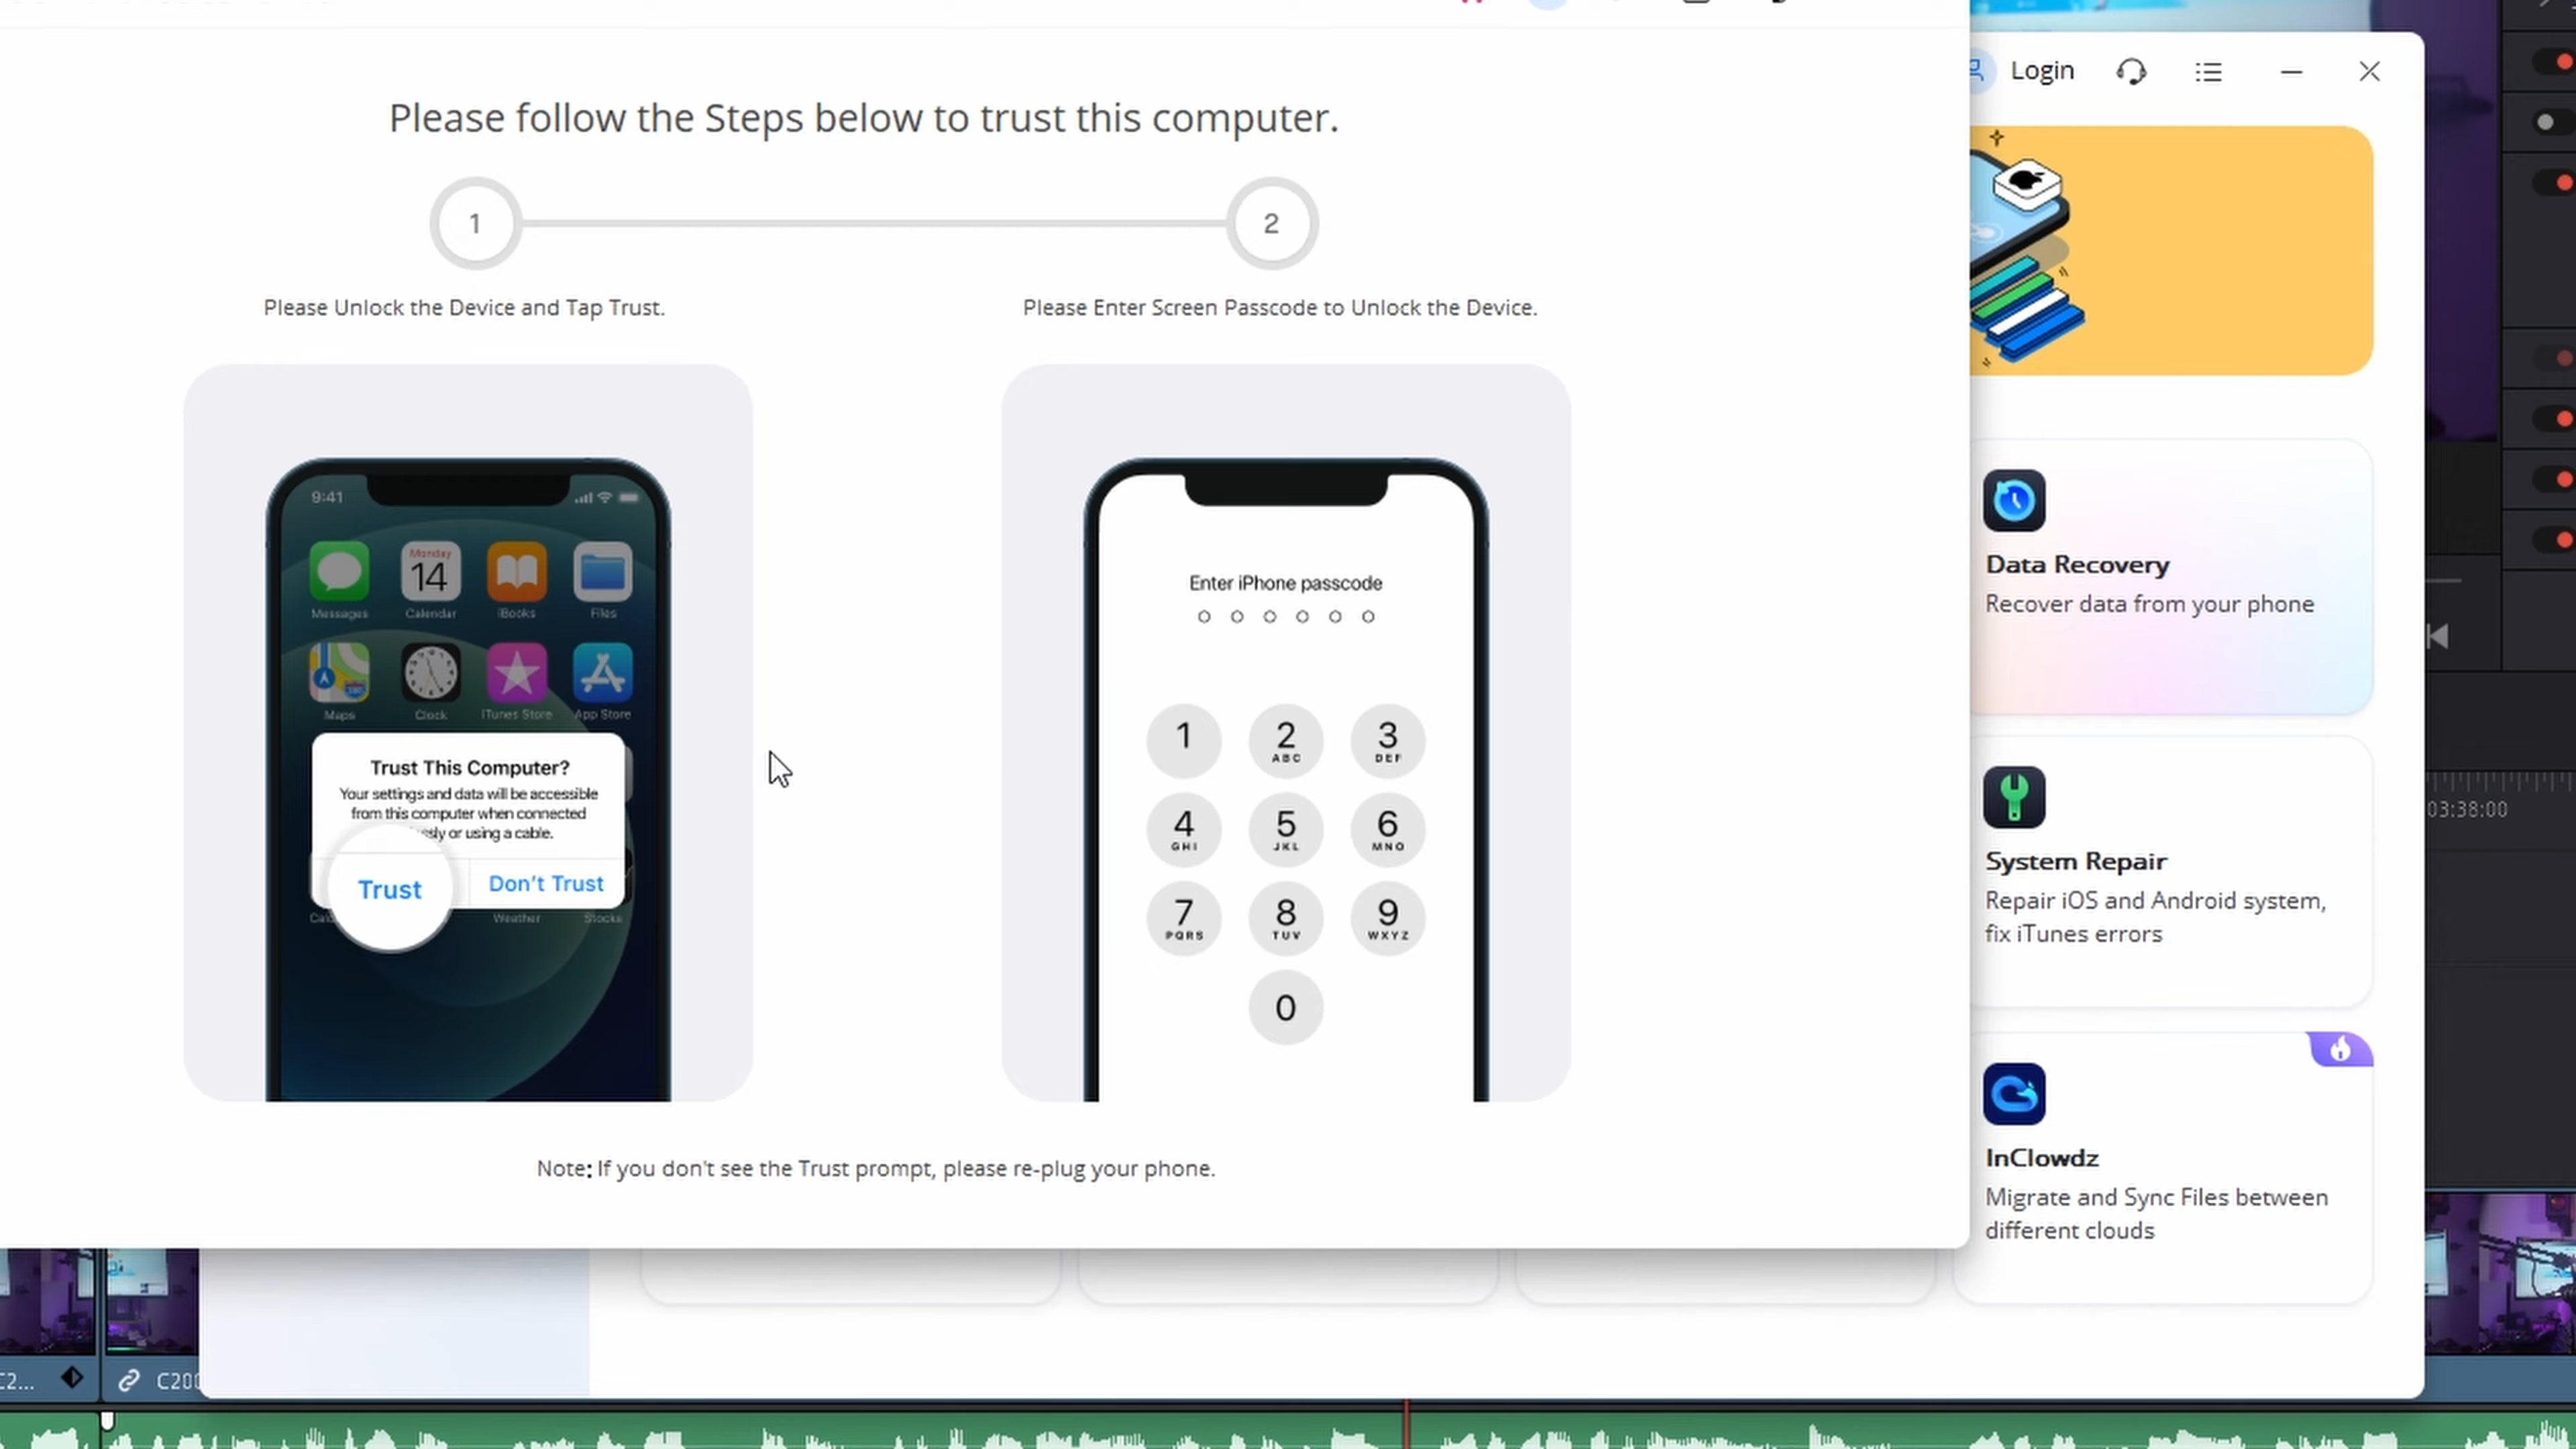 Login
Please follow the Steps below to trust this computer.
1
2
Please Unlock the Device and Tap Trust.
Please Enter Screen Passcode to Unlock the Device.
9:41
Monday
14
Messages
Calendar
iBooks
Files
Maps
Clock
iTunes Store
App Store
Trust This Computer?
Your settings and data will be accessible
from this computer when connected
or using a cable.
Trust
Don't Trust
Weather
Stocks
Enter iPhone passcode
1
2
ABC
3
DEF
4
GHI
5
JKL
6
MNO
7
PQRS
8
TUV
9
WXYZ
0
Note: If you don't see the Trust prompt, please re-plug your phone.
Data Recovery
Recover data from your phone
System Repair
Repair iOS and Android system,
fix iTunes errors
InClowdz
Migrate and Sync Files between
different clouds
03:38:00
C2...
C200